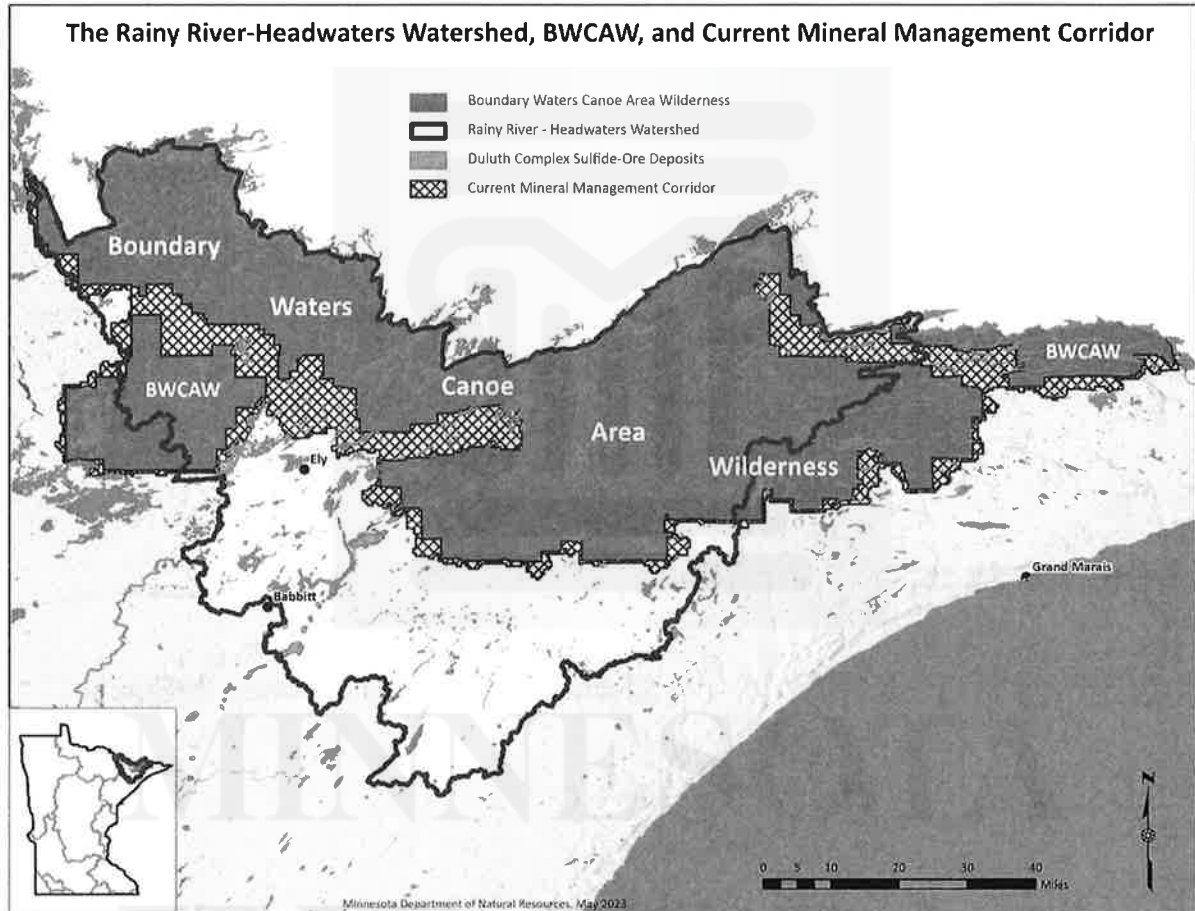 The Rainy River-Headwaters Watershed, BWCAW, and Current Mineral Management Corridor
Boundary Waters Canoe Area Wilderness
Rainy River - Headwaters Watershed
Duluth Complex Sulfide-Ore Deposits
Current Mineral Management Corridor
Boundary
Waters
BWCAW
BWCAW
Canoe
Area
Ely
Wilderness
Grand Marais
Babbitt
MINNESOTA
N
0 5 10 20 30 40
Miles
Minnesota Department of Natural Resources, May 2023